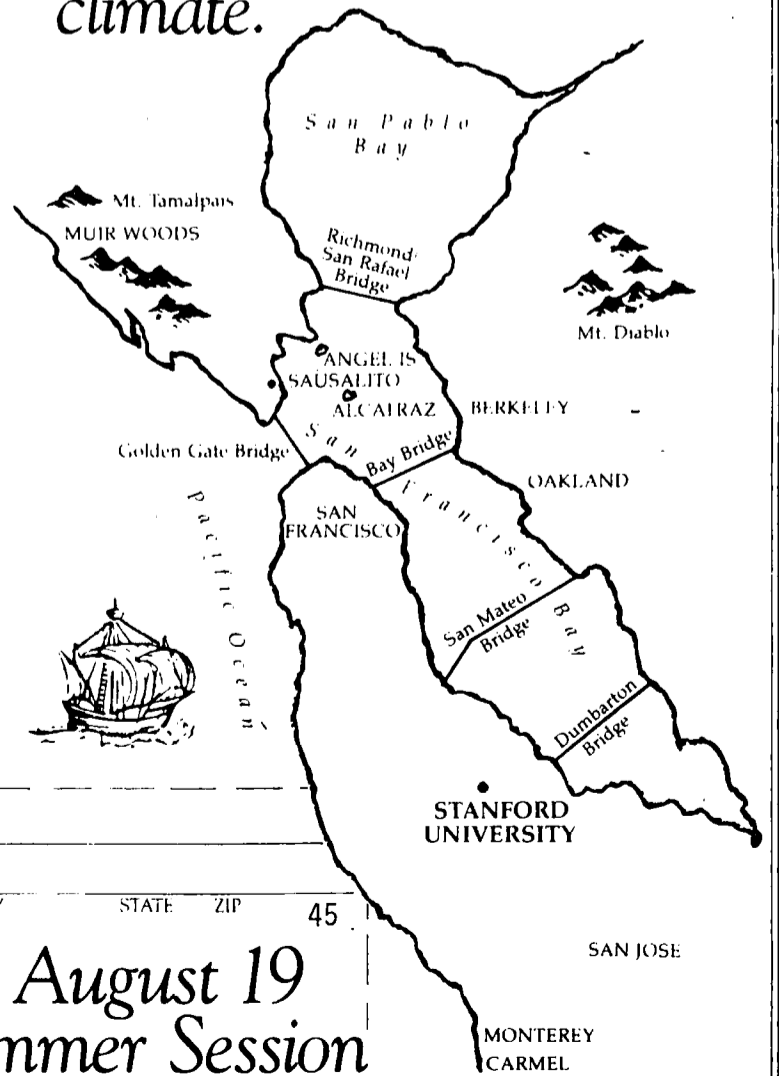 climate.
San Pablo
Bay
Mt. Tamalpais
MUIR WOODS
Richmond-
San Rafael
Bridge
Mt. Diablo
ANGEL IS
SAUSALITO
ALCATRAZ
BERKELEY
Golden Gate Bridge
San Francisco Bay
Bay Bridge
OAKLAND
SAN
FRANCISCO
Pacific Ocean
San Mateo
Bridge
Dumbarton
Bridge
STANFORD
UNIVERSITY
STATE ZIP 45
SAN JOSE
August 19
mmer Session
MONTEREY
CARMEL